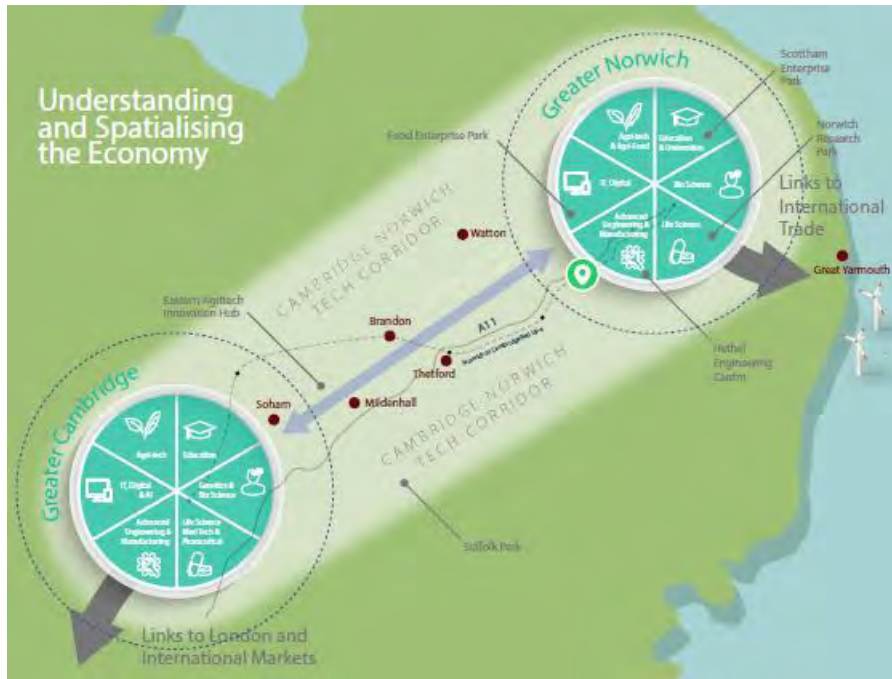 Understanding
and Spatialising
the Economy
Greater Norwich
Scottham
Enterprise
Park
Norwich
Research
Park
Food Enterprise Park
Agri-tech
& Agri-Food
Education
& Universities
IT, Digital
Bio Science
Advanced
Engineering &
Manufacturing
Life Science
Links to
International
Trade
Great Yarmouth
CAMBRIDGE NORWICH
TECH CORRIDOR
Watton
Eastern Agritech
Innovation Hub
Brandon
A11
Thetford
Hethel
Engineering
Centre
Soham
Mildenhall
CAMBRIDGE NORWICH
TECH CORRIDOR
Greater Cambridge
Agri-tech
Education
IT, Digital
& AI
Genetics &
Bio Science
Advanced
Engineering &
Manufacturing
Life Science
Med Tech &
Suffolk Park
Links to London and
International Markets